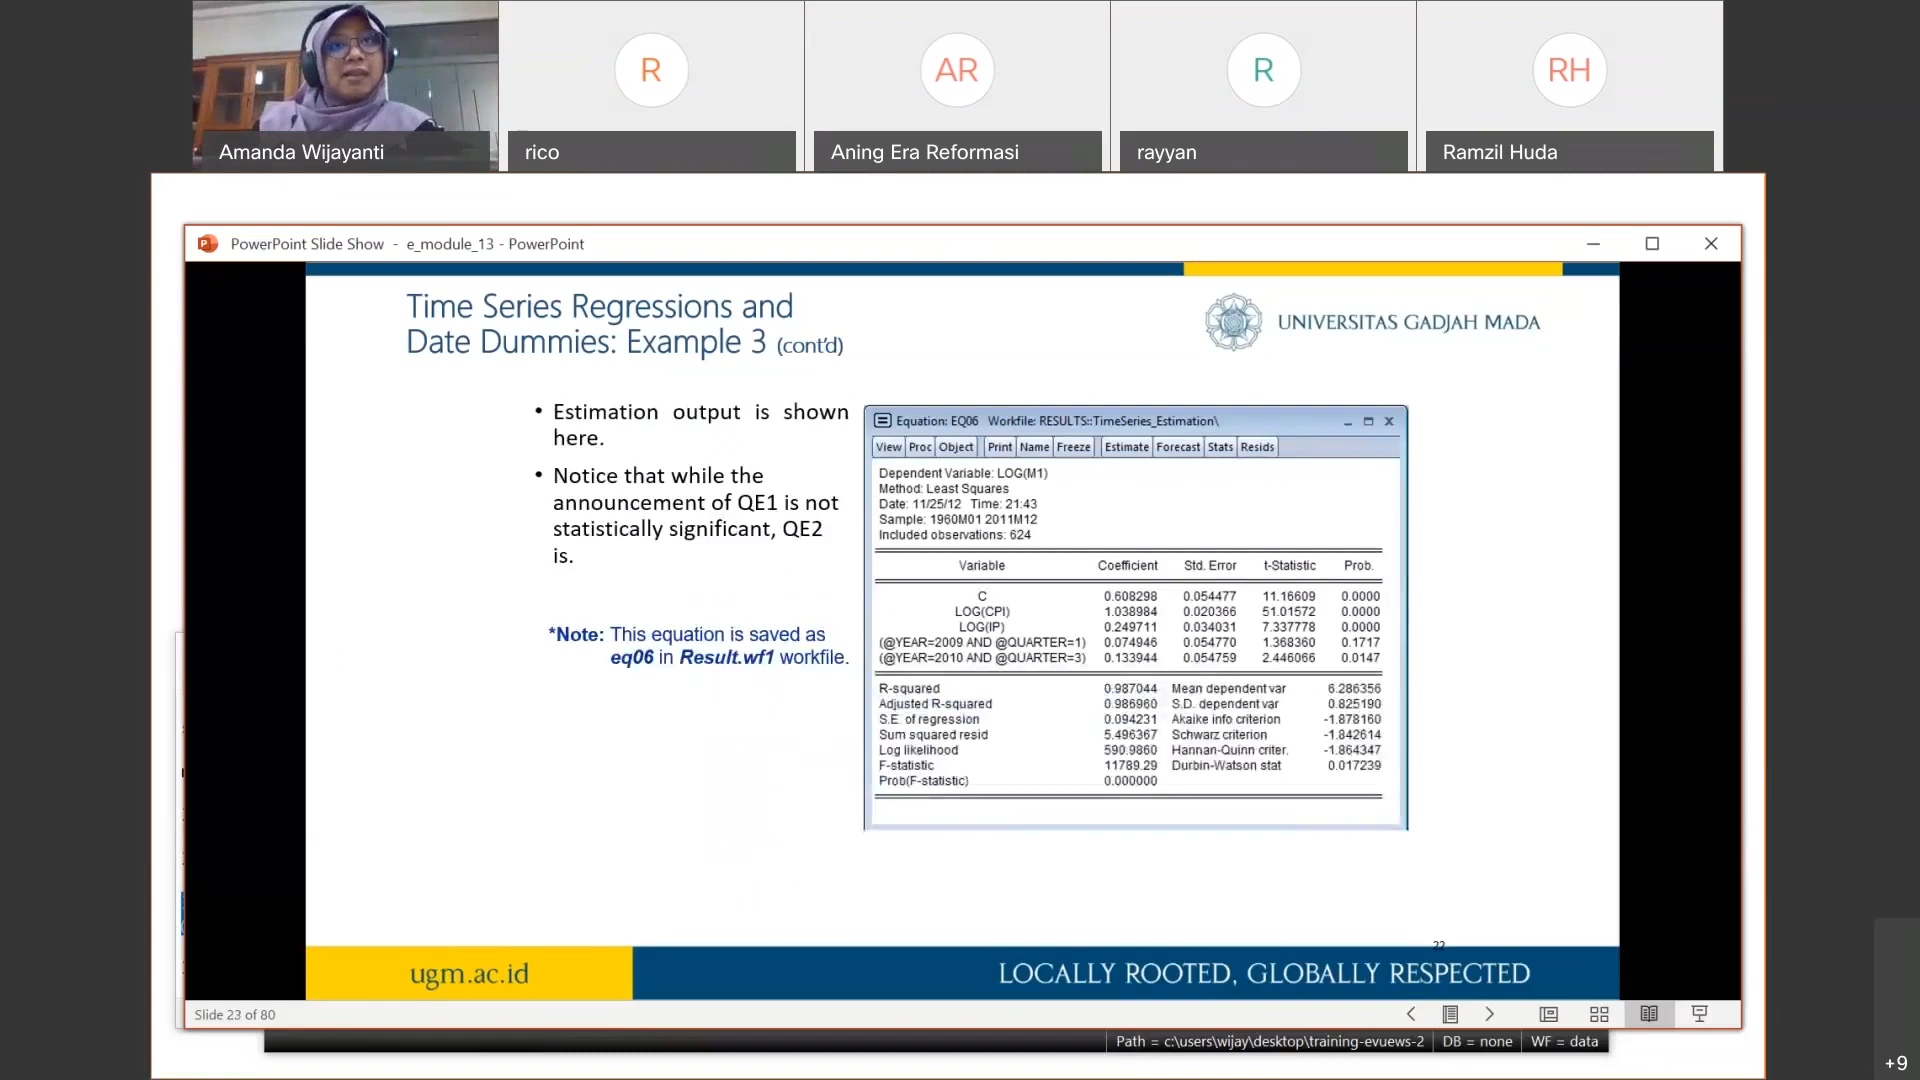 R
AR
R
RH
Amanda Wijayanti
rico
Aning Era Reformasi
rayyan
Ramzil Huda
PowerPoint Slide Show - e_module_13 - PowerPoint
Time Series Regressions and
Date Dummies: Example 3 (cont'd)
UNIVERSITAS GADJAH MADA
• Estimation output is shown
here.
• Notice that while the
announcement of QE1 is not
statistically significant, QE2
is.
*Note: This equation is saved as
eq06 in Result.wf1 workfile.
Equation: EQ06 Workfile: RESULTS::TimeSeries_Estimation\
View Proc Object Print Name Freeze Estimate Forecast Stats Resids
Dependent Variable: LOG(M1)
Method: Least Squares
Date: 11/25/12 Time: 21:43
Sample: 1960M01 2011M12
Included observations: 624
Variable Coefficient Std. Error t-Statistic Prob.
C 0.608298 0.054477 11.16609 0.0000
LOG(CPI) 1.038984 0.020366 51.01572 0.0000
LOG(IP) 0.249711 0.034031 7.337778 0.0000
(@YEAR=2009 AND @QUARTER=1) 0.074946 0.054770 1.368360 0.1717
(@YEAR=2010 AND @QUARTER=3) 0.133944 0.054759 2.446066 0.0147
R-squared 0.987044 Mean dependent var 6.286356
Adjusted R-squared 0.986960 S.D. dependent var 0.825190
S.E. of regression 0.094231 Akaike info criterion -1.878160
Sum squared resid 5.496367 Schwarz criterion -1.842614
Log likelihood 590.9860 Hannan-Quinn criter. -1.864347
F-statistic 11789.29 Durbin-Watson stat 0.017239
Prob(F-statistic) 0.000000
22
ugm.ac.id
LOCALLY ROOTED, GLOBALLY RESPECTED
Slide 23 of 80
Path = c:\users\wijay\desktop\training-evuews-2 DB = none WF = data
+9